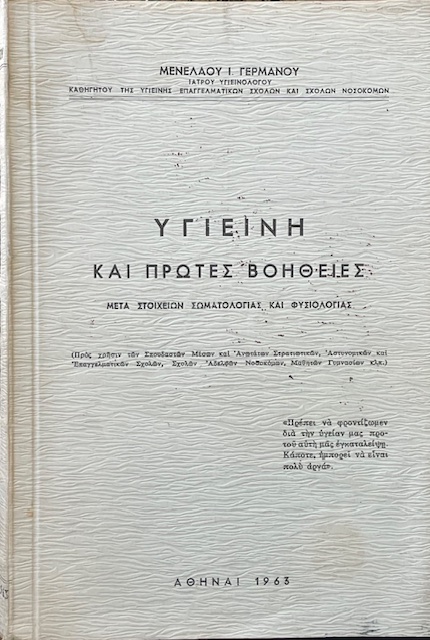 ΜΕΝΕΛΑΟΥ Ι. ΓΕΡΜΑΝΟΥ
ΙΑΤΡΟΥ ΥΓΙΕΙΝΟΛΟΓΟΥ
ΚΑΘΗΓΗΤΟΥ ΤΗΣ ΥΓΙΕΙΝΗΣ ΕΠΑΓΓΕΛΜΑΤΙΚΩΝ ΣΧΟΛΩΝ ΚΑΙ ΣΧΟΛΩΝ ΝΟΣΟΚΟΜΩΝ
ΥΓΙΕΙΝΗ
ΚΑΙ ΠΡΩΤΕΣ ΒΟΗΘΕΙΕΣ
ΜΕΤΑ ΣΤΟΙΧΕΙΩΝ ΣΩΜΑΤΟΛΟΓΙΑΣ ΚΑΙ ΦΥΣΙΟΛΟΓΙΑΣ
(Πρὸς χρῆσιν τῶν Σπουδαστῶν Μέσων καὶ Ἀνωτάτων Στρατιωτικῶν, Ἀστυνομικῶν καὶ
Ἐπαγγελματικῶν Σχολῶν, Σχολῶν Ἀδελφῶν Νοσοκόμων, Μαθητῶν Γυμνασίων κλπ.)
«Πρέπει νὰ φροντίζωμεν
διὰ τὴν ὑγείαν μας προ-
τοῦ αὐτὴ μᾶς ἐγκαταλείψῃ.
Κάποτε, ἠμπορεῖ νὰ εἶναι
πολὺ ἀργά».
ΑΘΗΝΑΙ 1963